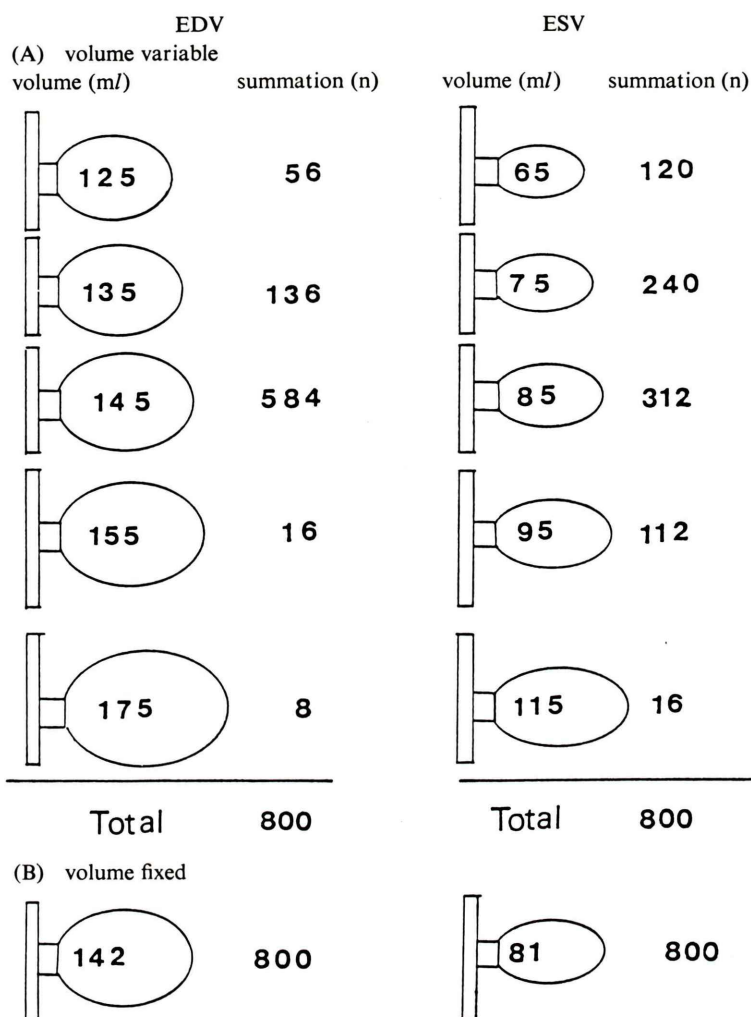 EDV ESV
(A) volume variable
volume (ml) summation (n) volume (ml) summation (n)
125 56 65 120
135 136 75 240
145 584 85 312
155 16 95 112
175 8 115 16
Total 800 Total 800
(B) volume fixed
142 800 81 800